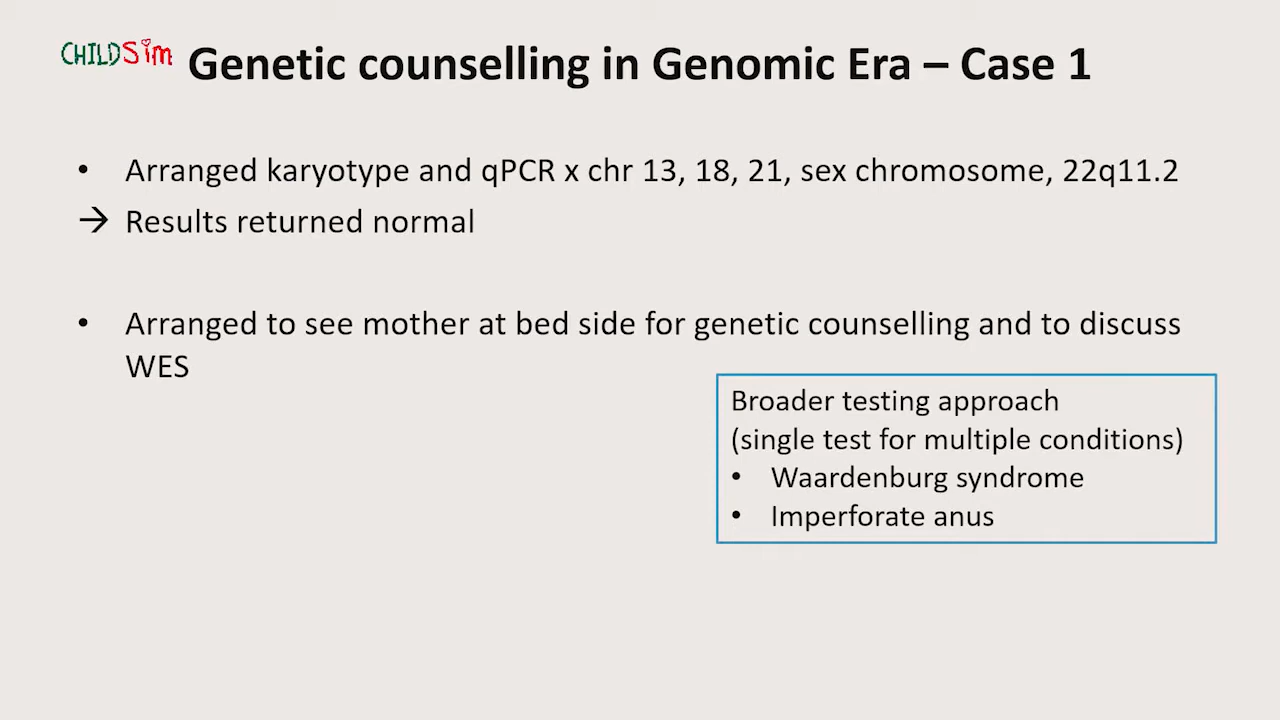 CHILDSim
Genetic counselling in Genomic Era – Case 1
• Arranged karyotype and qPCR x chr 13, 18, 21, sex chromosome, 22q11.2
→ Results returned normal
• Arranged to see mother at bed side for genetic counselling and to discuss
WES
Broader testing approach
(single test for multiple conditions)
• Waardenburg syndrome
• Imperforate anus